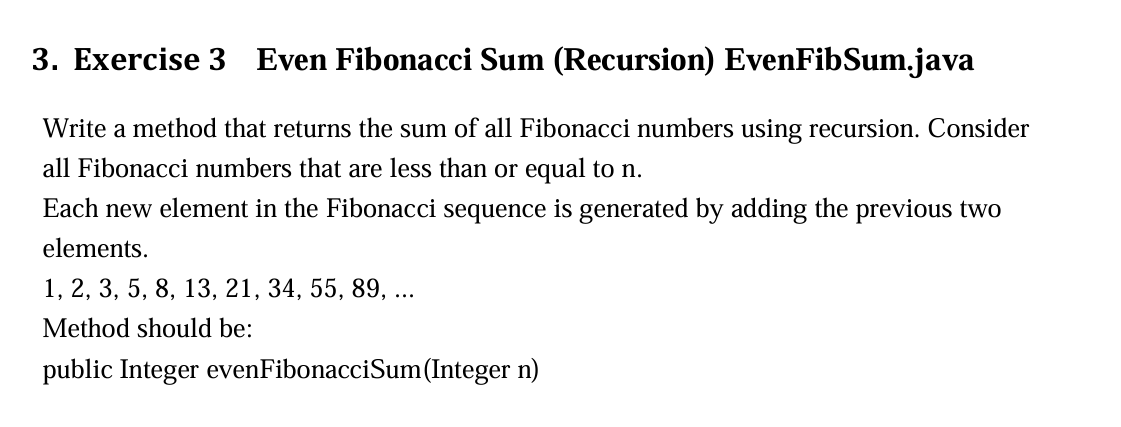 3. Exercise 3 Even Fibonacci Sum (Recursion) EvenFibSum.java
Write a method that returns the sum of all Fibonacci numbers using recursion. Consider
all Fibonacci numbers that are less than or equal to n.
Each new element in the Fibonacci sequence is generated by adding the previous two
elements.
1, 2, 3, 5, 8, 13, 21, 34, 55, 89, ...
Method should be:
public Integer evenFibonacciSum(Integer n)